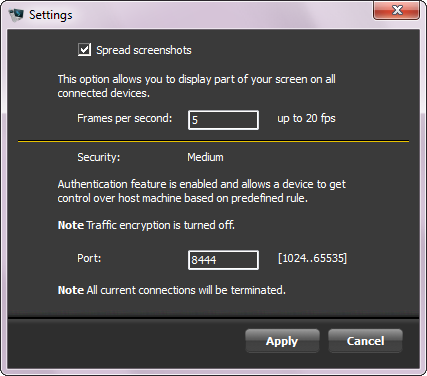 Settings
Spread screenshots
This option allows you to display part of your screen on all
connected devices.
Frames per second: 5 up to 20 fps
Security: Medium
Authentication feature is enabled and allows a device to get
control over host machine based on predefined rule.
Note Traffic encryption is turned off.
Port: 8444 [1024..65535]
Note All current connections will be terminated.
Apply Cancel